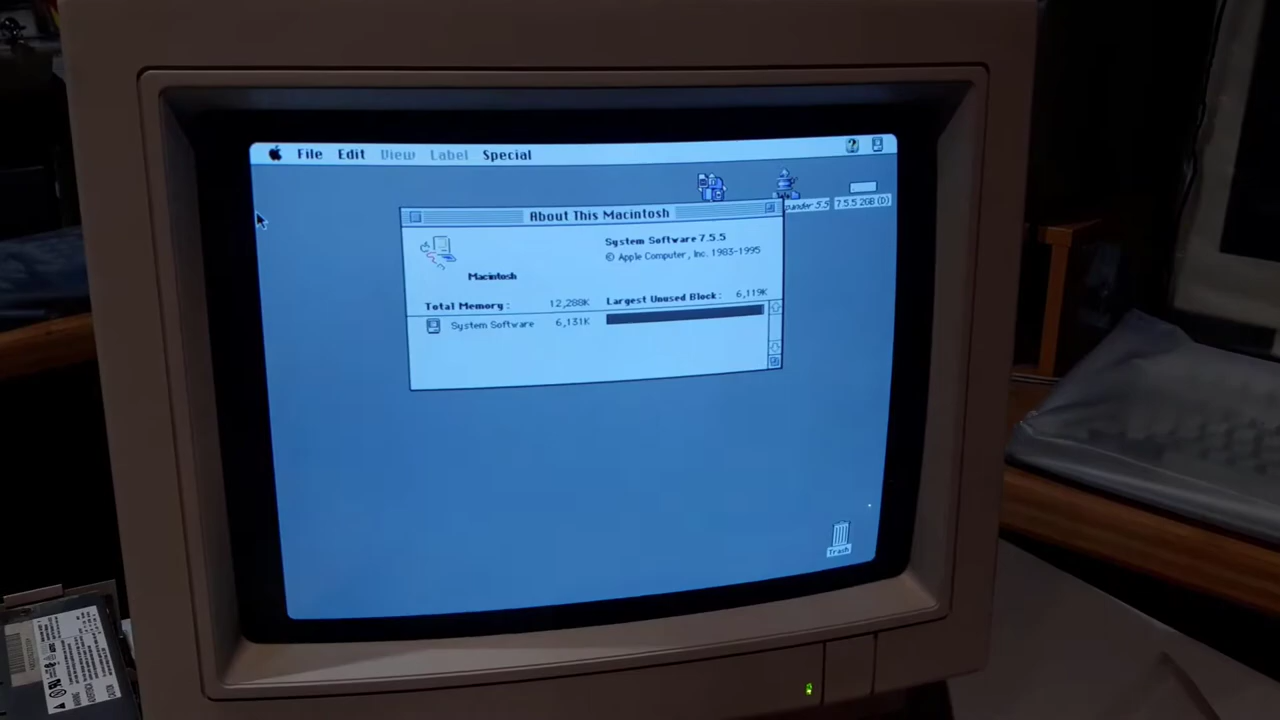 File Edit View Label Special
7.5.5 2GB (D)
About This Macintosh
System Software 7.5.5
© Apple Computer, Inc. 1983-1995
Macintosh
Total Memory : 12,288K Largest Unused Block : 6,119K
System Software 6,131K
Trash